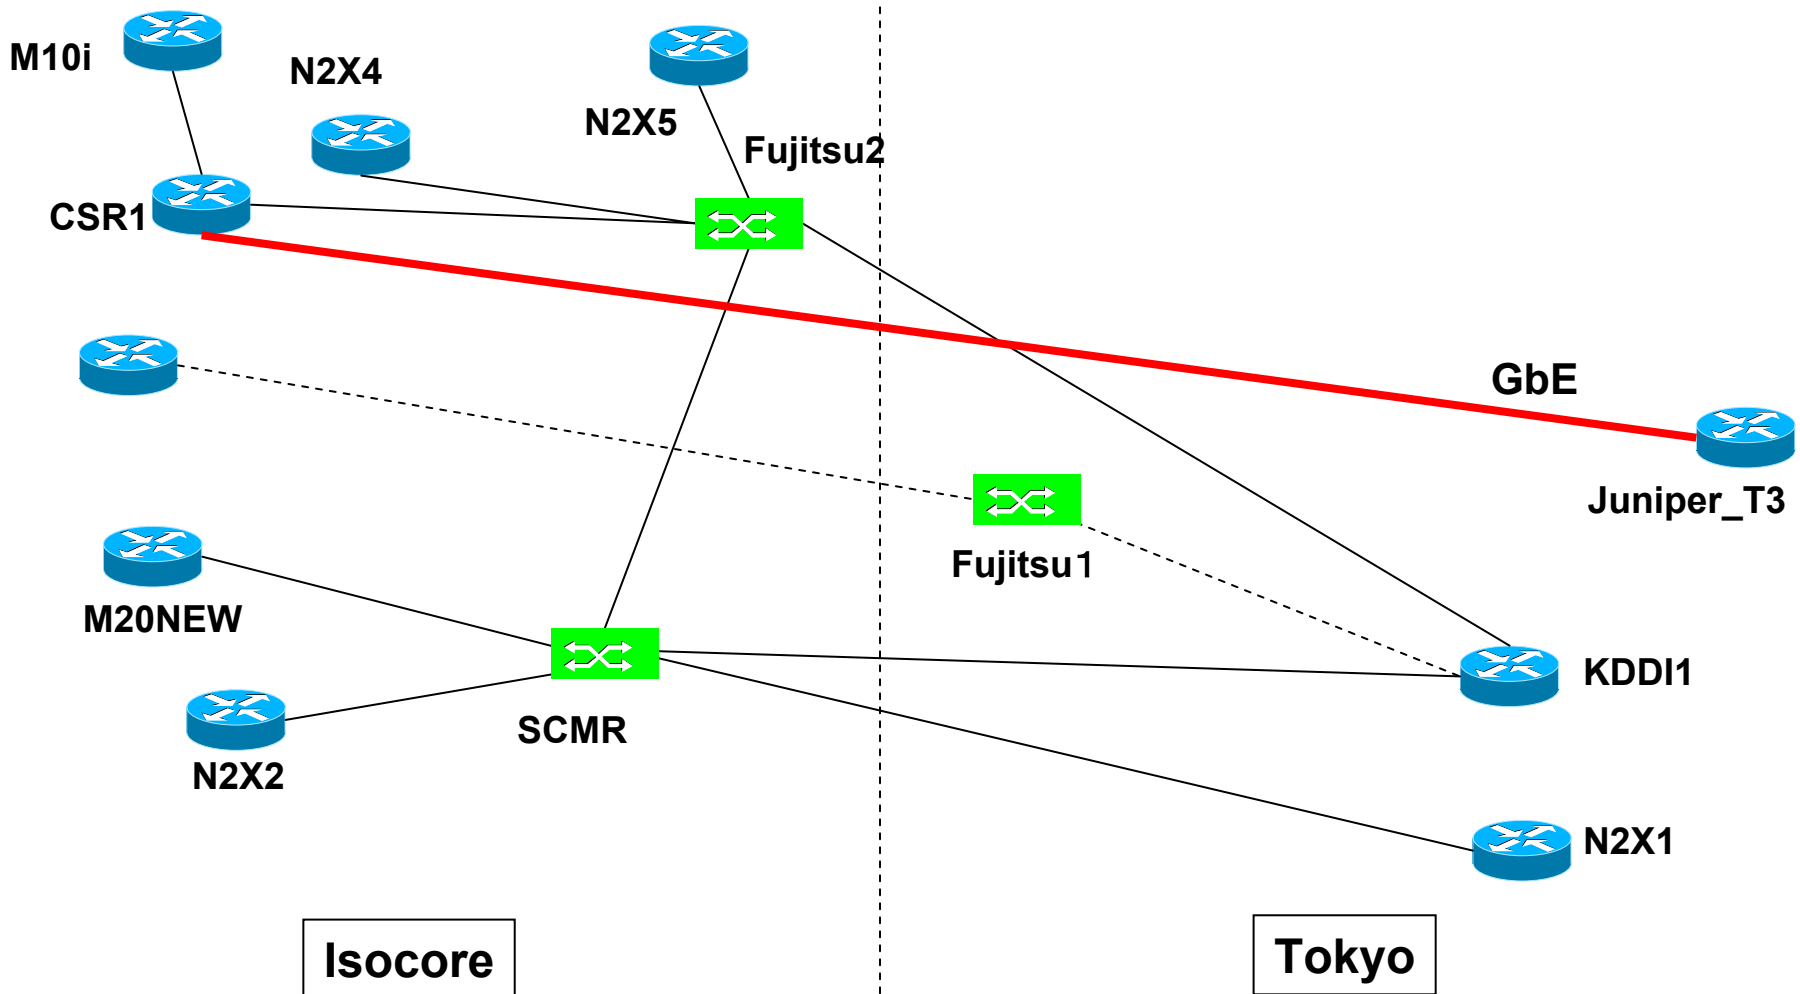 M10i
N2X4
N2X5
Fujitsu2
CSR1
GbE
Juniper_T3
Fujitsu１
M20NEW
KDDI1
SCMR
N2X2
N2X1
Isocore
Tokyo